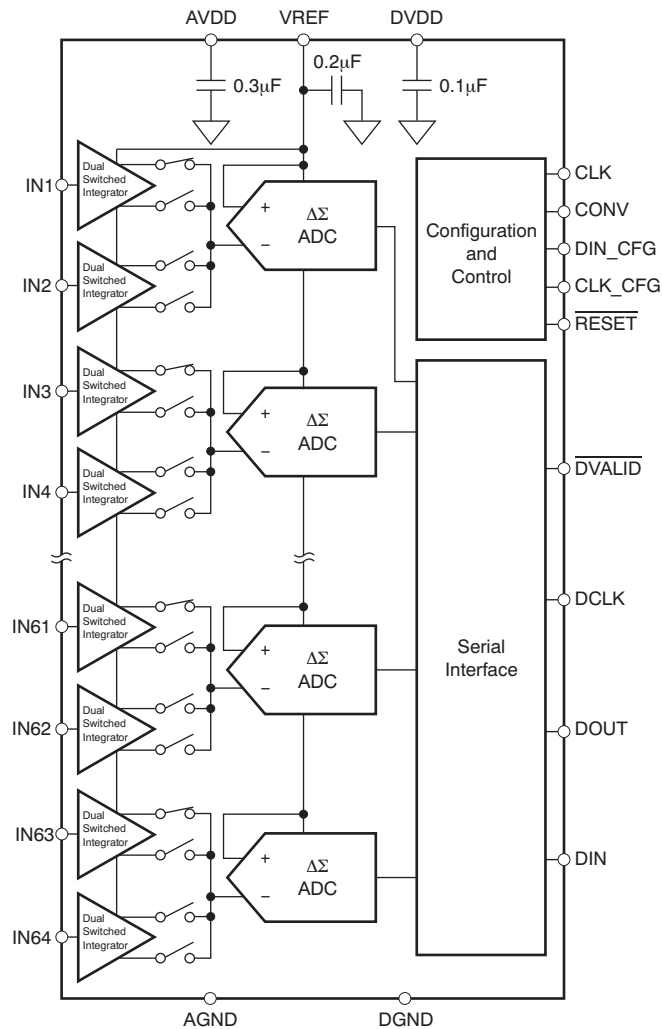 AVDD VREF DVDD
0.3μF
0.2μF
0.1μF
IN1
Dual
Switched
Integrator
+
−
ΔΣ
ADC
IN2
Dual
Switched
Integrator
Configuration
and
Control
CLK
CONV
DIN_CFG
CLK_CFG
RESET
IN3
Dual
Switched
Integrator
+
−
ΔΣ
ADC
IN4
Dual
Switched
Integrator
IN61
Dual
Switched
Integrator
+
−
ΔΣ
ADC
IN62
Dual
Switched
Integrator
IN63
Dual
Switched
Integrator
+
−
ΔΣ
ADC
IN64
Dual
Switched
Integrator
Serial
Interface
DVALID
DCLK
DOUT
DIN
AGND DGND